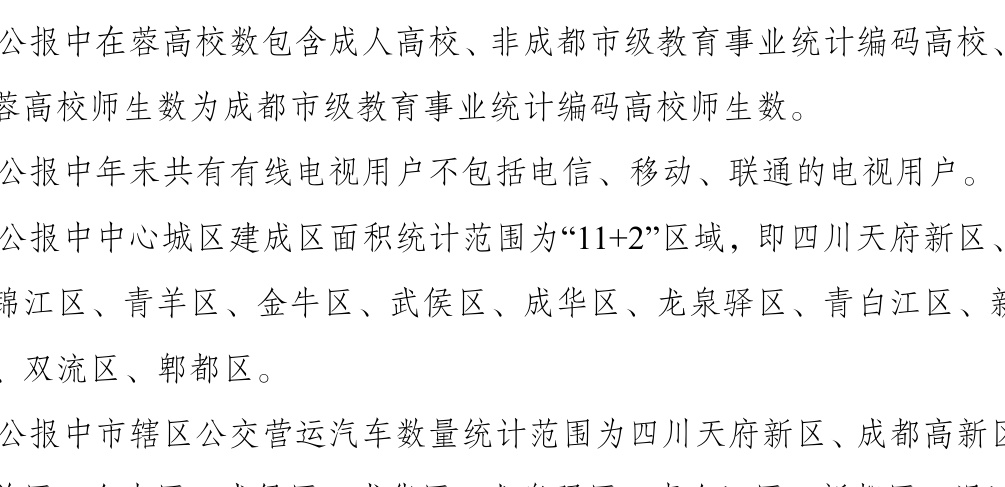 公报中在蓉高校数包含成人高校、非成都市级教育事业统计编码高校、
蓉高校师生数为成都市级教育事业统计编码高校师生数。
公报中年末共有有线电视用户不包括电信、移动、联通的电视用户。
公报中中心城区建成区面积统计范围为“11+2”区域，即四川天府新区、
锦江区、青羊区、金牛区、武侯区、成华区、龙泉驿区、青白江区、新
、双流区、郫都区。
公报中市辖区公交营运汽车数量统计范围为四川天府新区、成都高新区